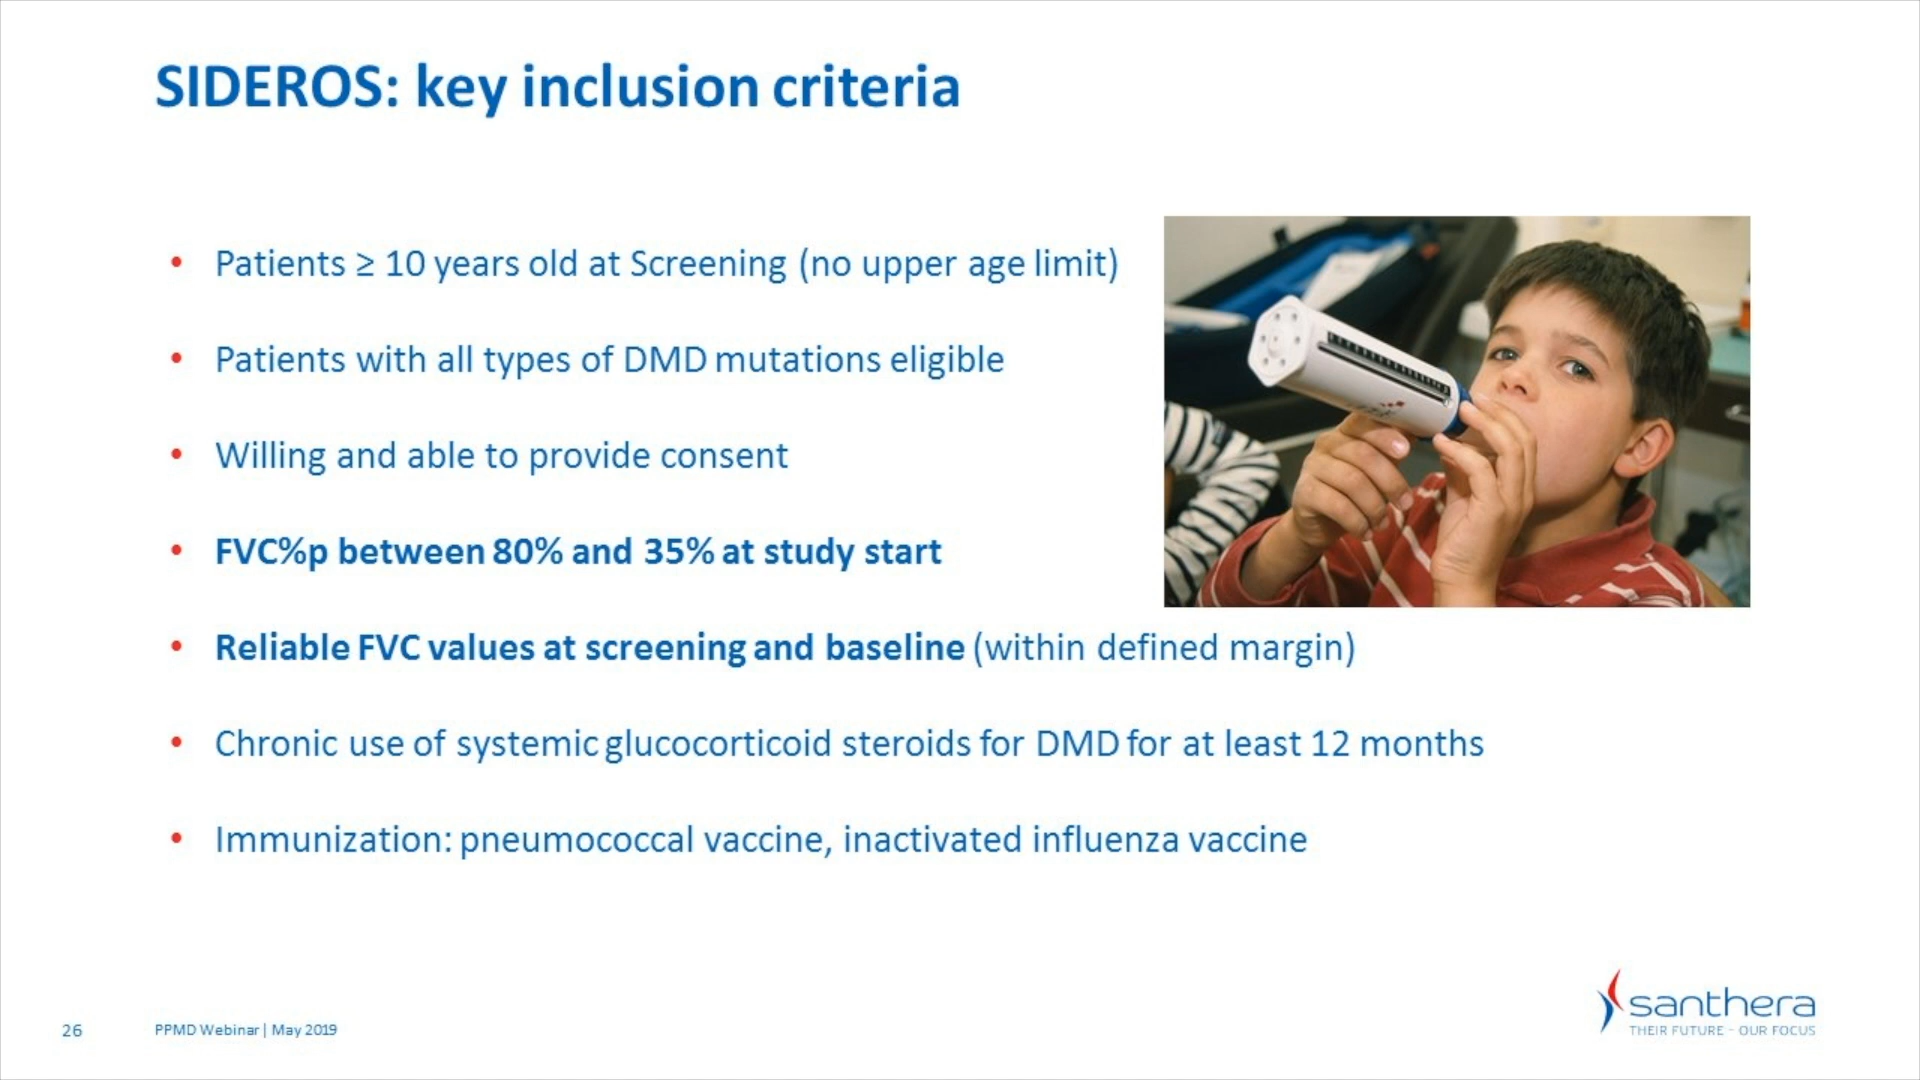 SIDEROS: key inclusion criteria
• Patients ≥ 10 years old at Screening (no upper age limit)
• Patients with all types of DMD mutations eligible
• Willing and able to provide consent
• FVC%p between 80% and 35% at study start
• Reliable FVC values at screening and baseline (within defined margin)
• Chronic use of systemic glucocorticoid steroids for DMD for at least 12 months
• Immunization: pneumococcal vaccine, inactivated influenza vaccine
santhera
THEIR FUTURE - OUR FOCUS
26 PPMD Webinar | May 2019